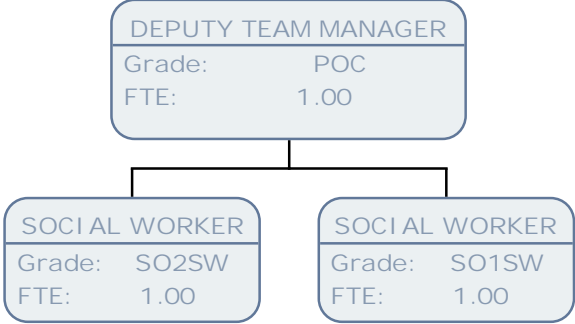 DEPUTY TEAM MANAGER
Grade: POC
FTE: 1.00
SOCIAL WORKER
Grade: SO2SW
FTE: 1.00
SOCIAL WORKER
Grade: SO1SW
FTE: 1.00